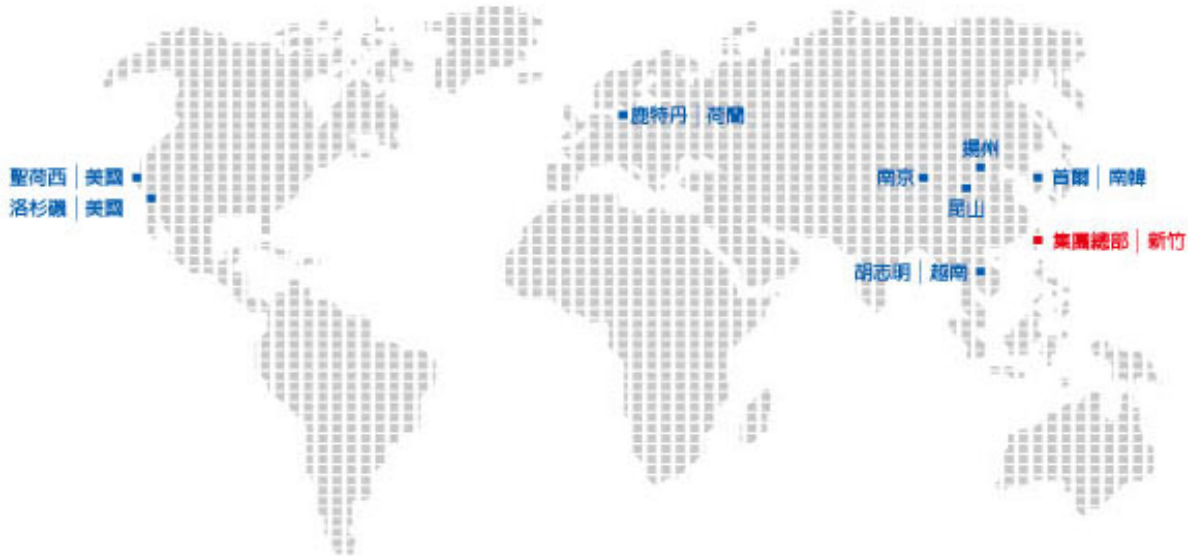 鹿特丹｜荷蘭
揚州
聖荷西｜美國
南京
首爾｜南韓
洛杉磯｜美國
昆山
集團總部｜新竹
胡志明｜越南